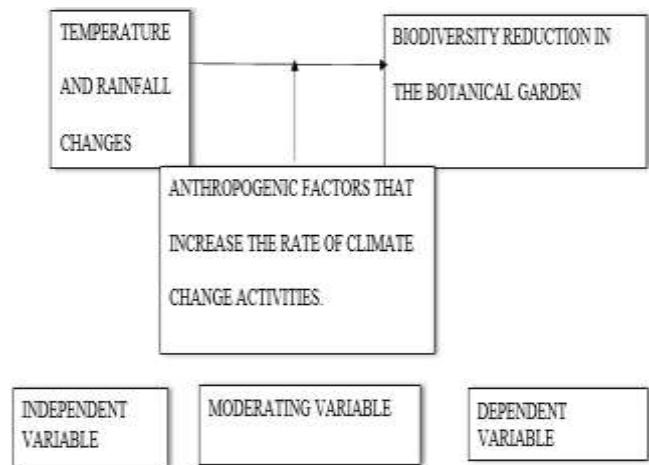 TEMPERATURE
AND RAINFALL
CHANGES
BIODIVERSITY REDUCTION IN
THE BOTANICAL GARDEN
ANTHROPOGENIC FACTORS THAT
INCREASE THE RATE OF CLIMATE
CHANGE ACTIVITIES.
INDEPENDENT
VARIABLE
MODERATING VARIABLE
DEPENDENT
VARIABLE